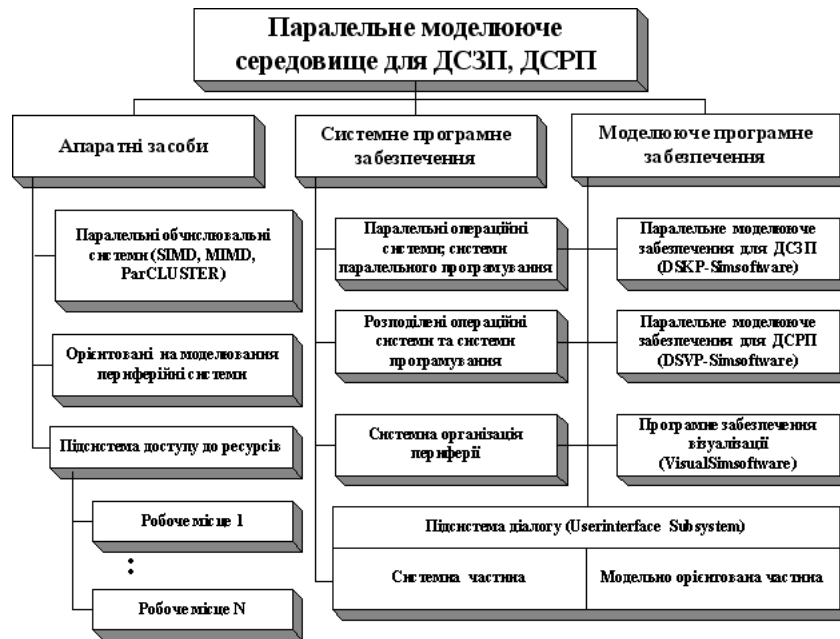 Паралельне моделююче
середовище для ДСЗП, ДСРП
Апаратні засоби
Системне програмне
забезпечення
Моделююче програмне
забезпечення
Паралельні обчислювальні
системи (SIMD, MIMD,
ParCLUSTER)
Паралельні операційні
системи; системи
паралельного програмування
Паралельне моделююче
забезпечення для ДСЗП
(DSKP-Simsoftware)
Орієнтовані на моделювання
периферійні системи
Розподілені операційні
системи та системи
програмування
Паралельне моделююче
забезпечення для ДСРП
(DSVP-Simsoftware)
Підсистема доступу до ресурсів
Системна організація
периферії
Програмне забезпечення
візуалізації
(VisualSimsoftware)
Робоче місце 1
:
Робоче місце N
Підсистема діалогу (Userinterface Subsystem)
Системна частина
Модельно орієнтована частина